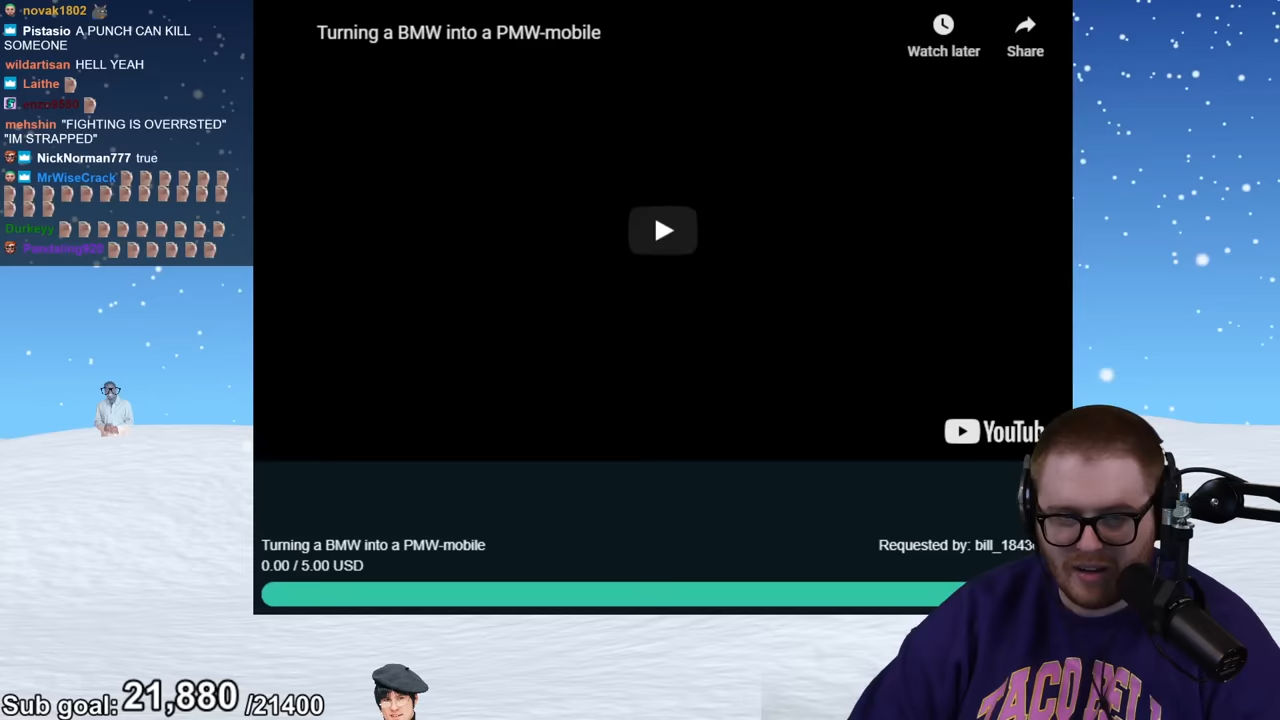 novak1802
Pistasio A PUNCH CAN KILL
SOMEONE
wildartisan HELL YEAH
Laithe
mehshin "FIGHTING IS OVERRSTED"
"IM STRAPPED"
NickNorman777 true
MrWiseCrack
Durkeyy
Turning a BMW into a PMW-mobile
Watch later
Share
YouTub
Turning a BMW into a PMW-mobile
Requested by: bill_1843
0.00 / 5.00 USD
Sub goal: 21,880 /21400
TACO BELL